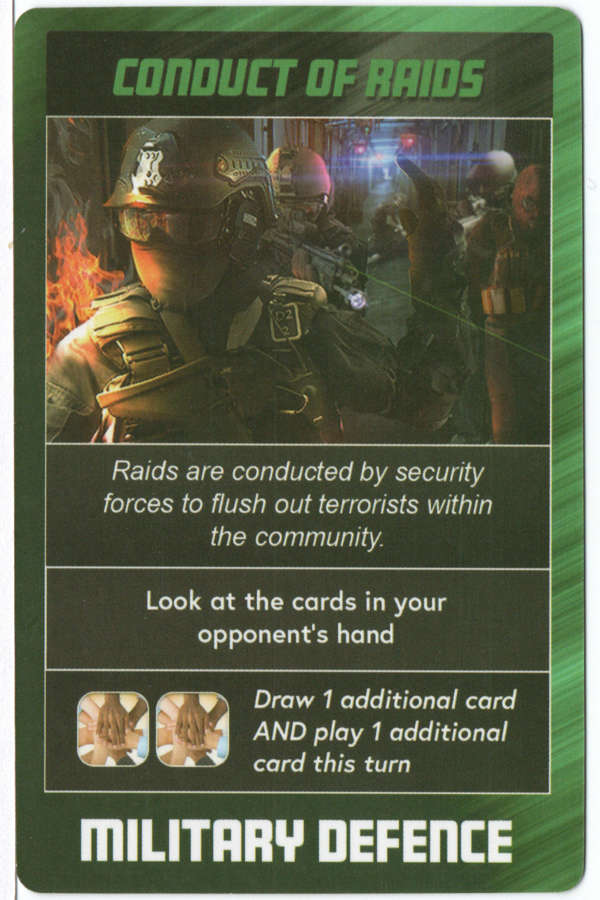 CONDUCT OF RAIDS
Raids are conducted by security
forces to flush out terrorists within
the community.
Look at the cards in your
opponent's hand
Draw 1 additional card
AND play 1 additional
card this turn
MILITARY DEFENCE